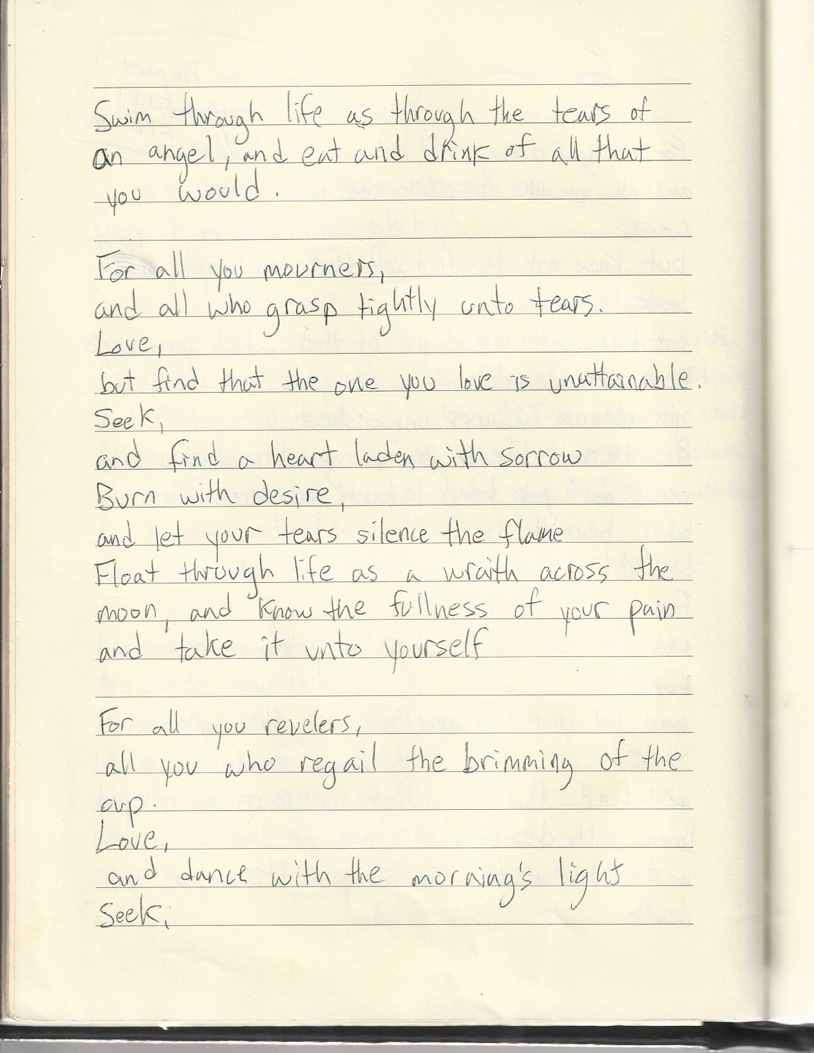 Swim through life as through the tears of
an angel, and eat and drink of all that
you would.
For all you mourners,
and all who grasp tightly unto tears.
Love,
but find that the one you love is unattainable.
Seek,
and find a heart laden with sorrow
Burn with desire,
and let your tears silence the flame
Float through life as a wraith across the
moon, and know the fullness of your pain
and take it unto yourself
For all you revelers,
all you who regail the brimming of the
cup.
Love,
and dance with the morning's light
Seek,